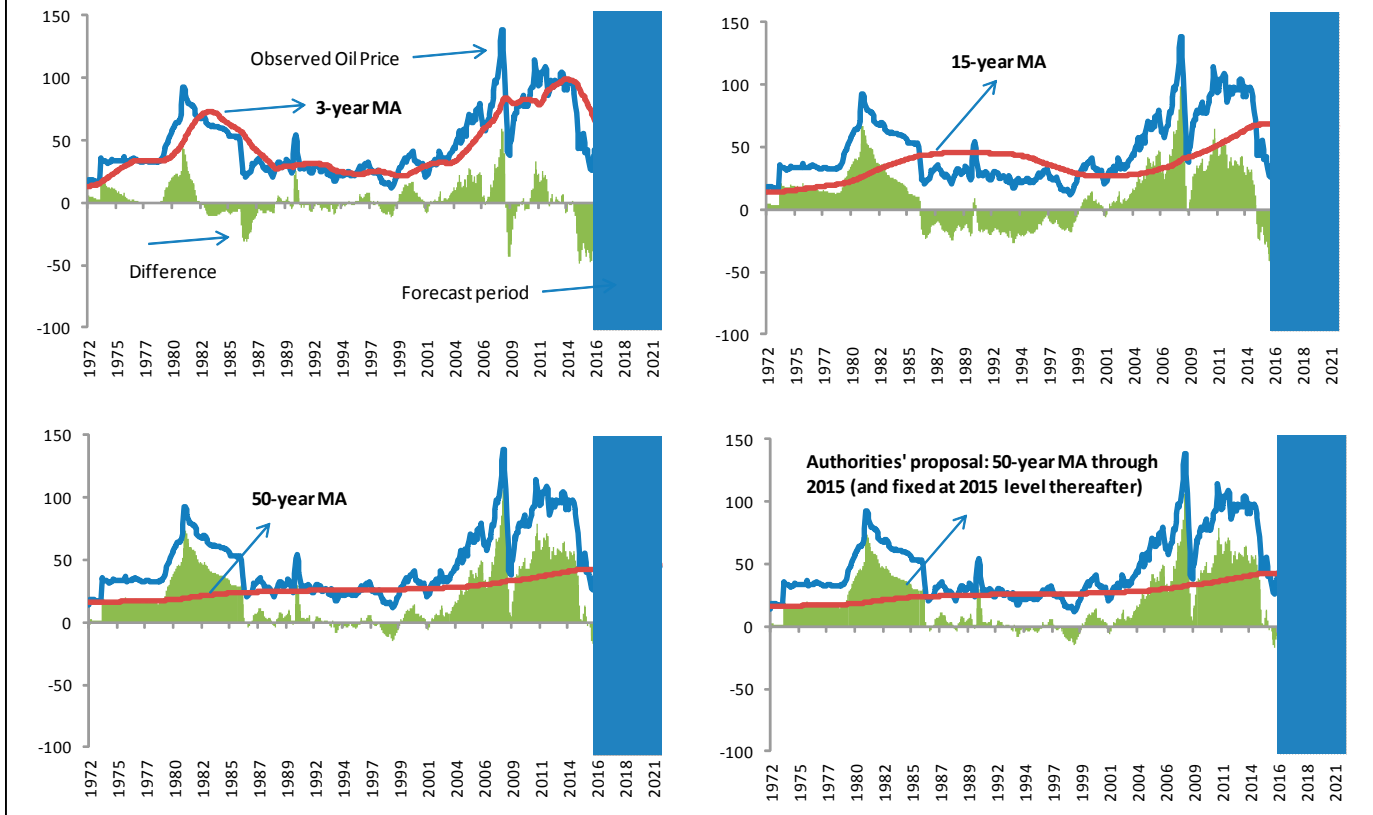 150
100
50
0
-50
-100
Observed Oil Price
3-year MA
Difference
Forecast period
1972 1975 1977 1980 1982 1985 1987 1989 1992 1994 1997 1999 2001 2004 2006 2009 2011 2014 2016 2018 2021
150
100
50
0
-50
-100
15-year MA
1972 1975 1977 1980 1982 1985 1987 1989 1992 1994 1997 1999 2001 2004 2006 2009 2011 2014 2016 2018 2021
150
100
50
0
-50
-100
50-year MA
1972 1975 1977 1980 1982 1985 1987 1989 1992 1994 1997 1999 2001 2004 2006 2009 2011 2014 2016 2018 2021
150
100
50
0
-50
-100
Authorities' proposal: 50-year MA through
2015 (and fixed at 2015 level thereafter)
1972 1975 1977 1980 1982 1985 1987 1989 1992 1994 1997 1999 2001 2004 2006 2009 2011 2014 2016 2018 2021